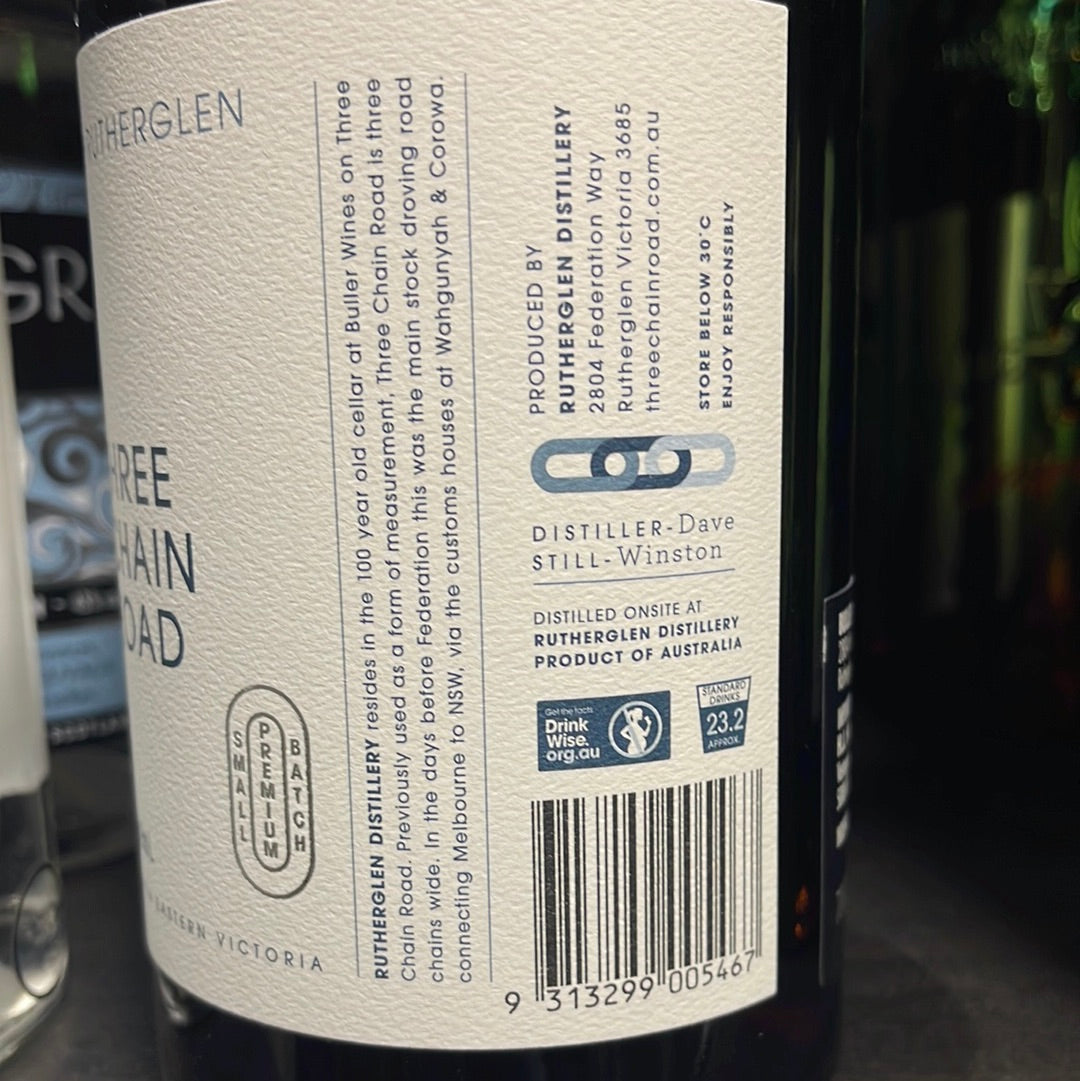 RUTHERGLEN
HREE
HAIN
OAD
SMALL
PREMIUM
BATCH
EASTERN VICTORIA
RUTHERGLEN DISTILLERY resides in the 100 year old cellar at Buller Wines on Three
Chain Road. Previously used as a form of measurement, Three Chain Road is three
chains wide. In the days before Federation this was the main stock droving road
connecting Melbourne to NSW, via the customs houses at Wahgunyah & Corowa.
PRODUCED BY
RUTHERGLEN DISTILLERY
2804 Federation Way
Rutherglen Victoria 3685
threechainroad.com.au
STORE BELOW 30°C
ENJOY RESPONSIBLY
DISTILLER-Dave
STILL-Winston
DISTILLED ONSITE AT
RUTHERGLEN DISTILLERY
PRODUCT OF AUSTRALIA
Get the facts
Drink
Wise.
org.au
STANDARD
DRINKS
23.2
APPROX.
9 313299 005467
GR